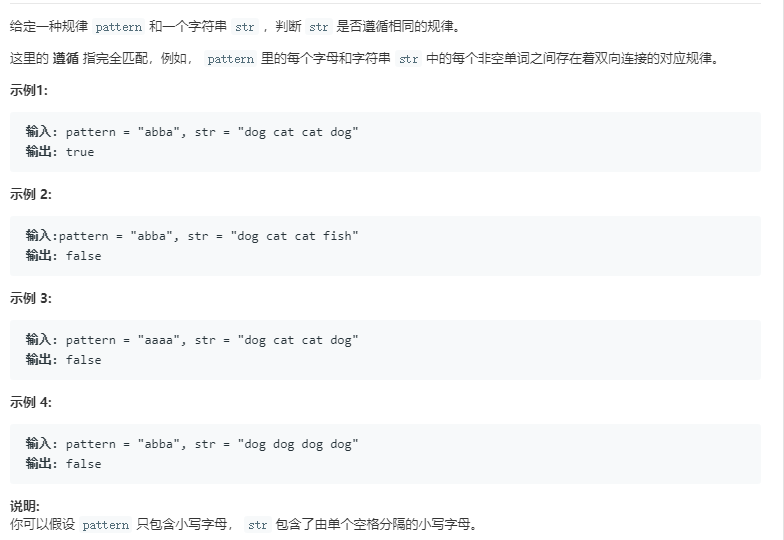 给定一种规律 pattern 和一个字符串 str ，判断 str 是否遵循相同的规律。
这里的 遵循 指完全匹配，例如， pattern 里的每个字母和字符串 str 中的每个非空单词之间存在着双向连接的对应规律。
示例1:
输入: pattern = "abba", str = "dog cat cat dog"
输出: true
示例 2:
输入:pattern = "abba", str = "dog cat cat fish"
输出: false
示例 3:
输入: pattern = "aaaa", str = "dog cat cat dog"
输出: false
示例 4:
输入: pattern = "abba", str = "dog dog dog dog"
输出: false
说明:
你可以假设 pattern 只包含小写字母， str 包含了由单个空格分隔的小写字母。